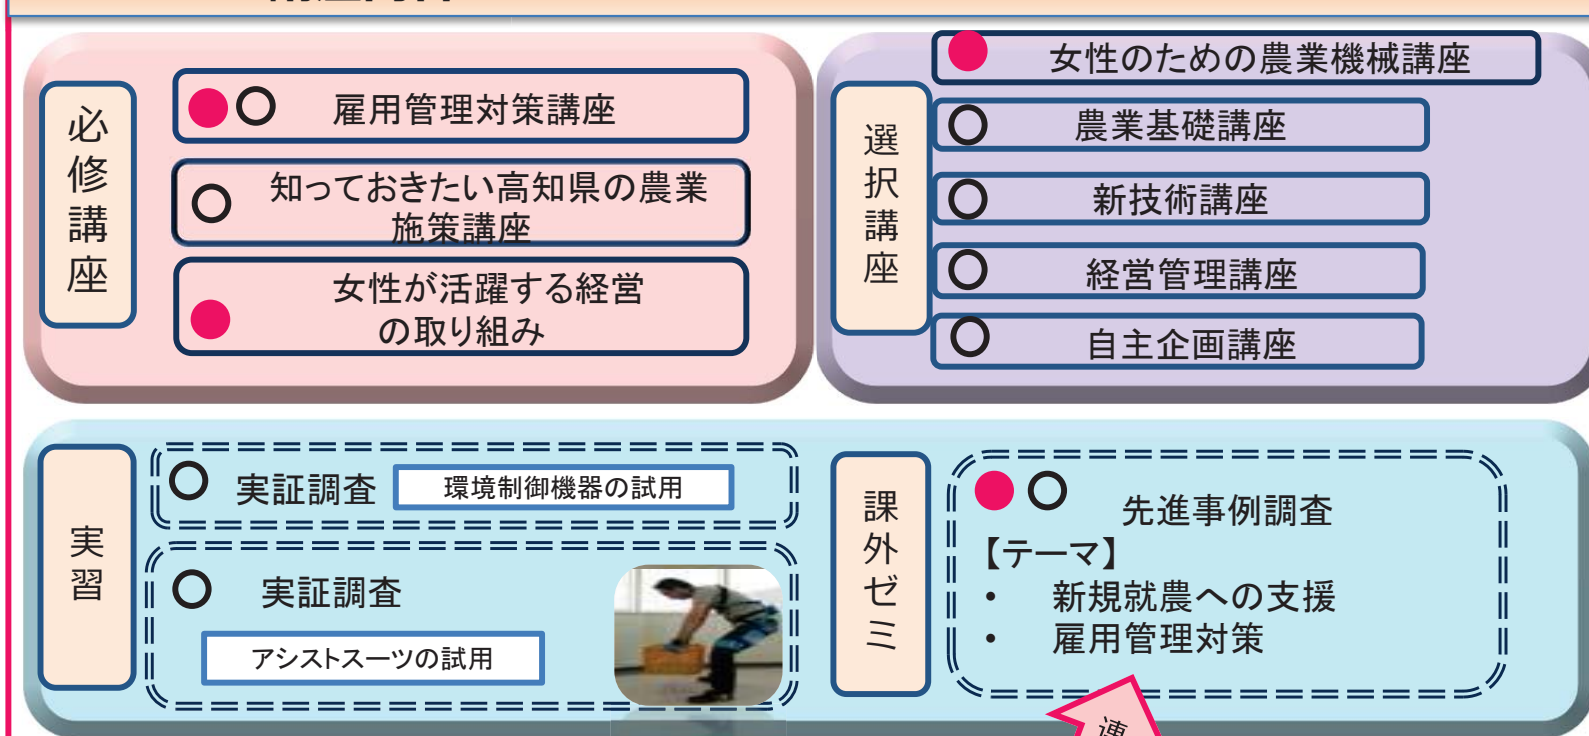 必修講座
雇用管理対策講座
知っておきたい高知県の農業
施策講座
女性が活躍する経営
の取り組み
選択講座
女性のための農業機械講座
農業基礎講座
新技術講座
経営管理講座
自主企画講座
実習
実証調査
環境制御機器の試用
実証調査
アシストスーツの試用
課外ゼミ
先進事例調査
【テーマ】
・ 新規就農への支援
・ 雇用管理対策
連